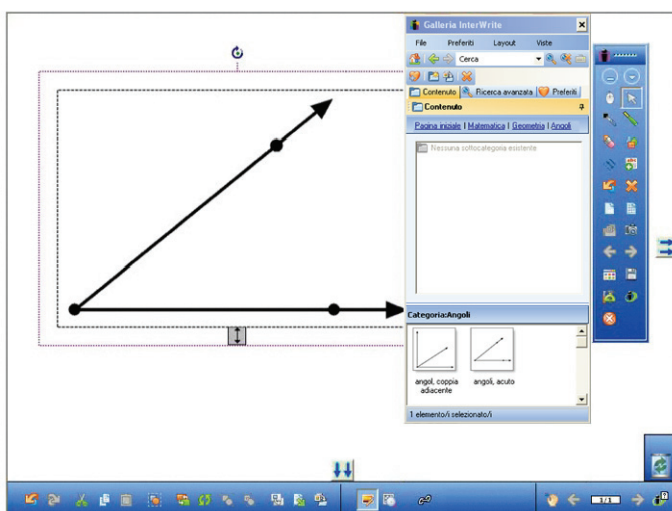 Galleria InterWrite
File Preferiti Layout Viste
Cerca
Contenuto Ricerca avanzata Preferiti
Contenuto
Pagina iniziale | Matematica | Geometria | Angoli
Nessuna sottocategoria esistente
Categoria:Angoli
angol, coppia adiacente
angoli, acuto
1 elemento/i selezionato/i
1/1